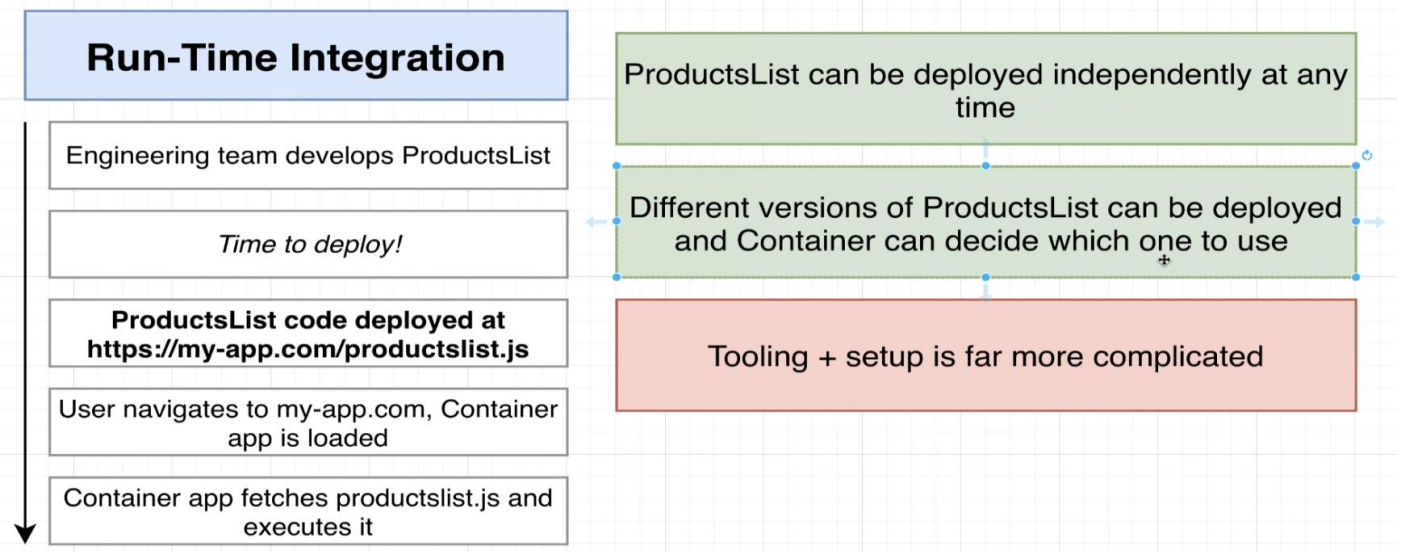 Run-Time Integration
Engineering team develops ProductsList
Time to deploy!
ProductsList code deployed at
https://my-app.com/productslist.js
User navigates to my-app.com, Container
app is loaded
Container app fetches productslist.js and
executes it
ProductsList can be deployed independently at any
time
Different versions of ProductsList can be deployed
and Container can decide which one to use
Tooling + setup is far more complicated